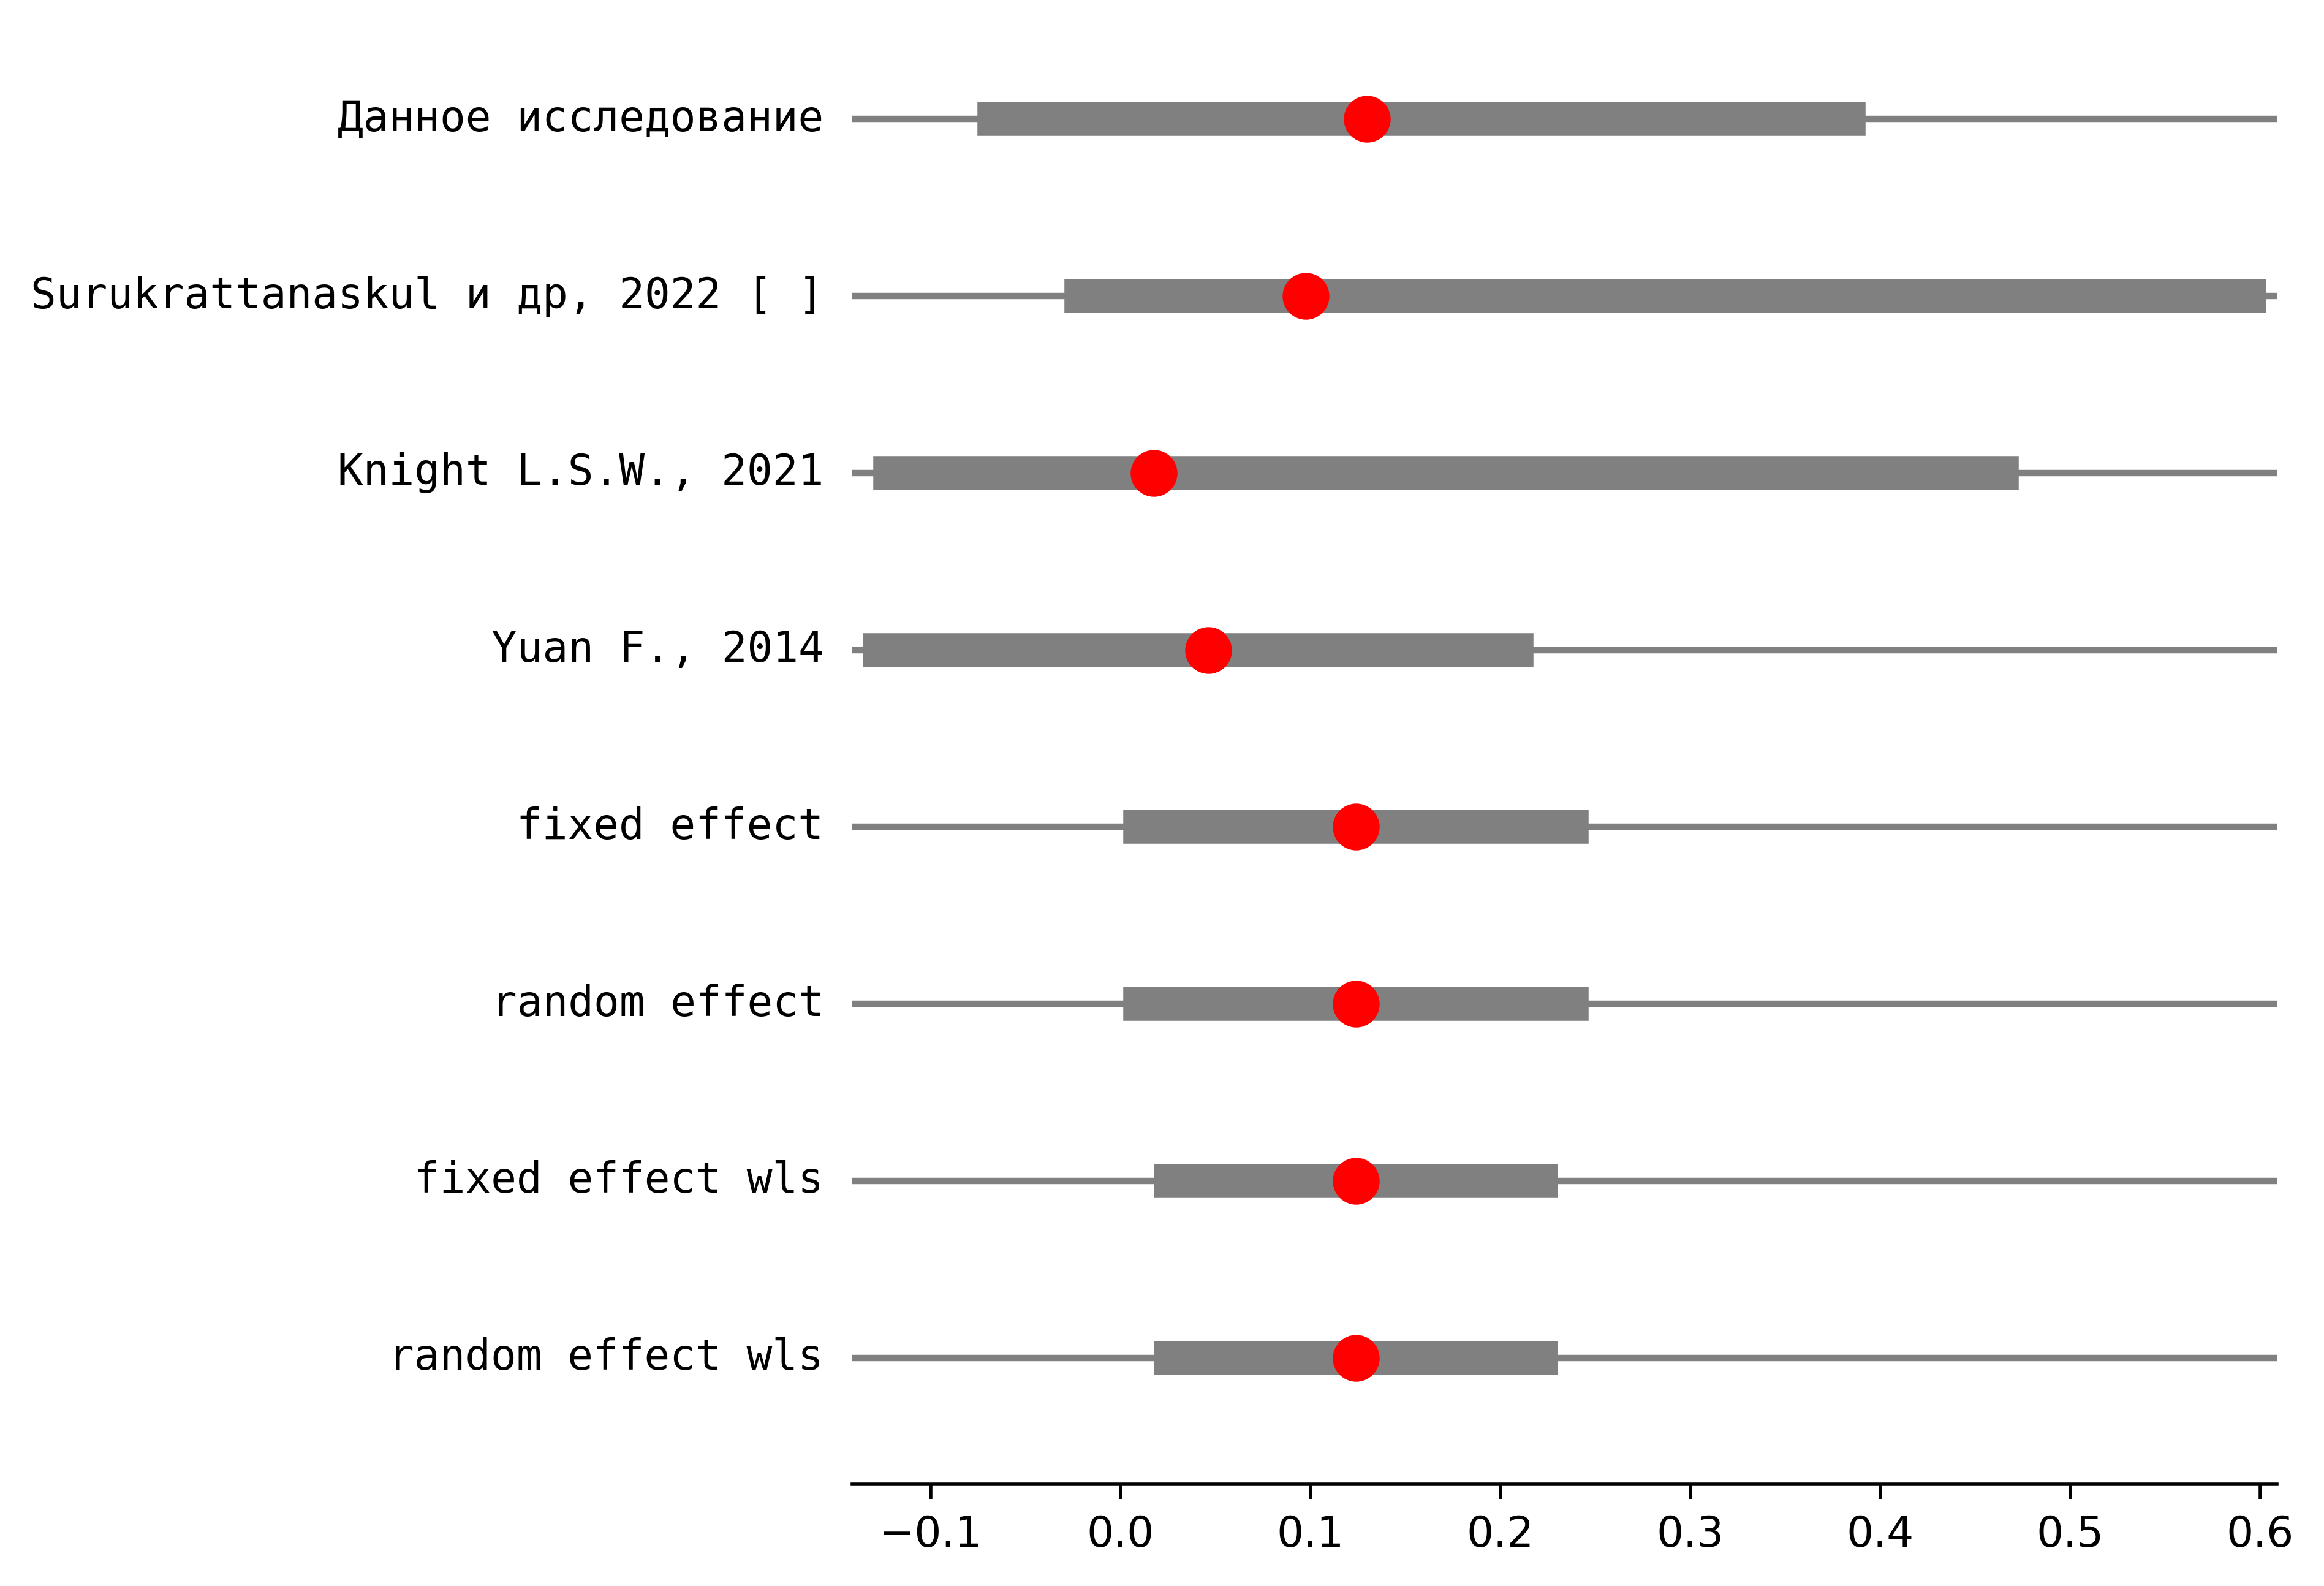 Данное исследование
Surukrattanaskul и др, 2022 [ ]
Knight L.S.W., 2021
Yuan F., 2014
fixed effect
random effect
fixed effect wls
random effect wls
−0.1 0.0 0.1 0.2 0.3 0.4 0.5 0.6